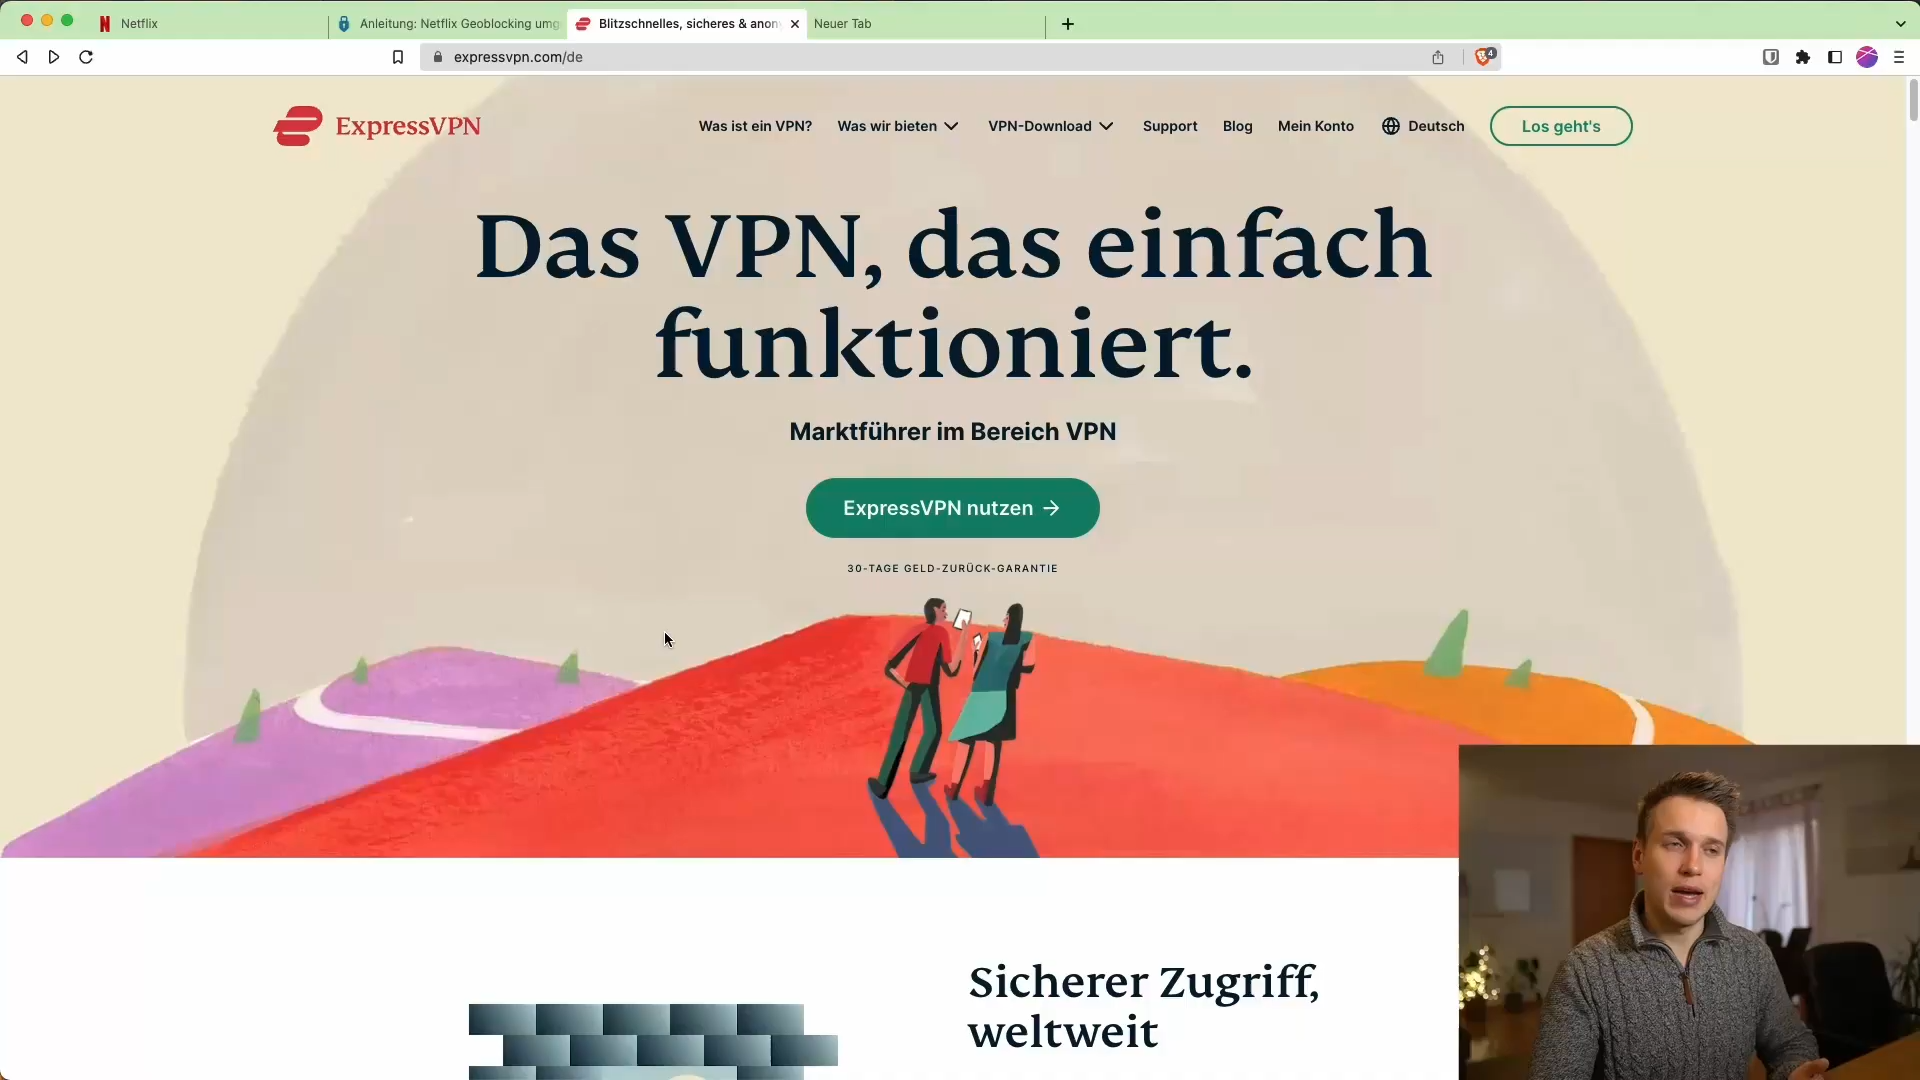 Netflix
Anleitung: Netflix Geoblocking umg
Blitzschnelles, sicheres & anon
Neuer Tab
expressvpn.com/de
4
ExpressVPN
Was ist ein VPN?
Was wir bieten
VPN-Download
Support
Blog
Mein Konto
Deutsch
Los geht's
Das VPN, das einfach
funktioniert.
Marktführer im Bereich VPN
ExpressVPN nutzen →
30-TAGE GELD-ZURÜCK-GARANTIE
Sicherer Zugriff,
weltweit